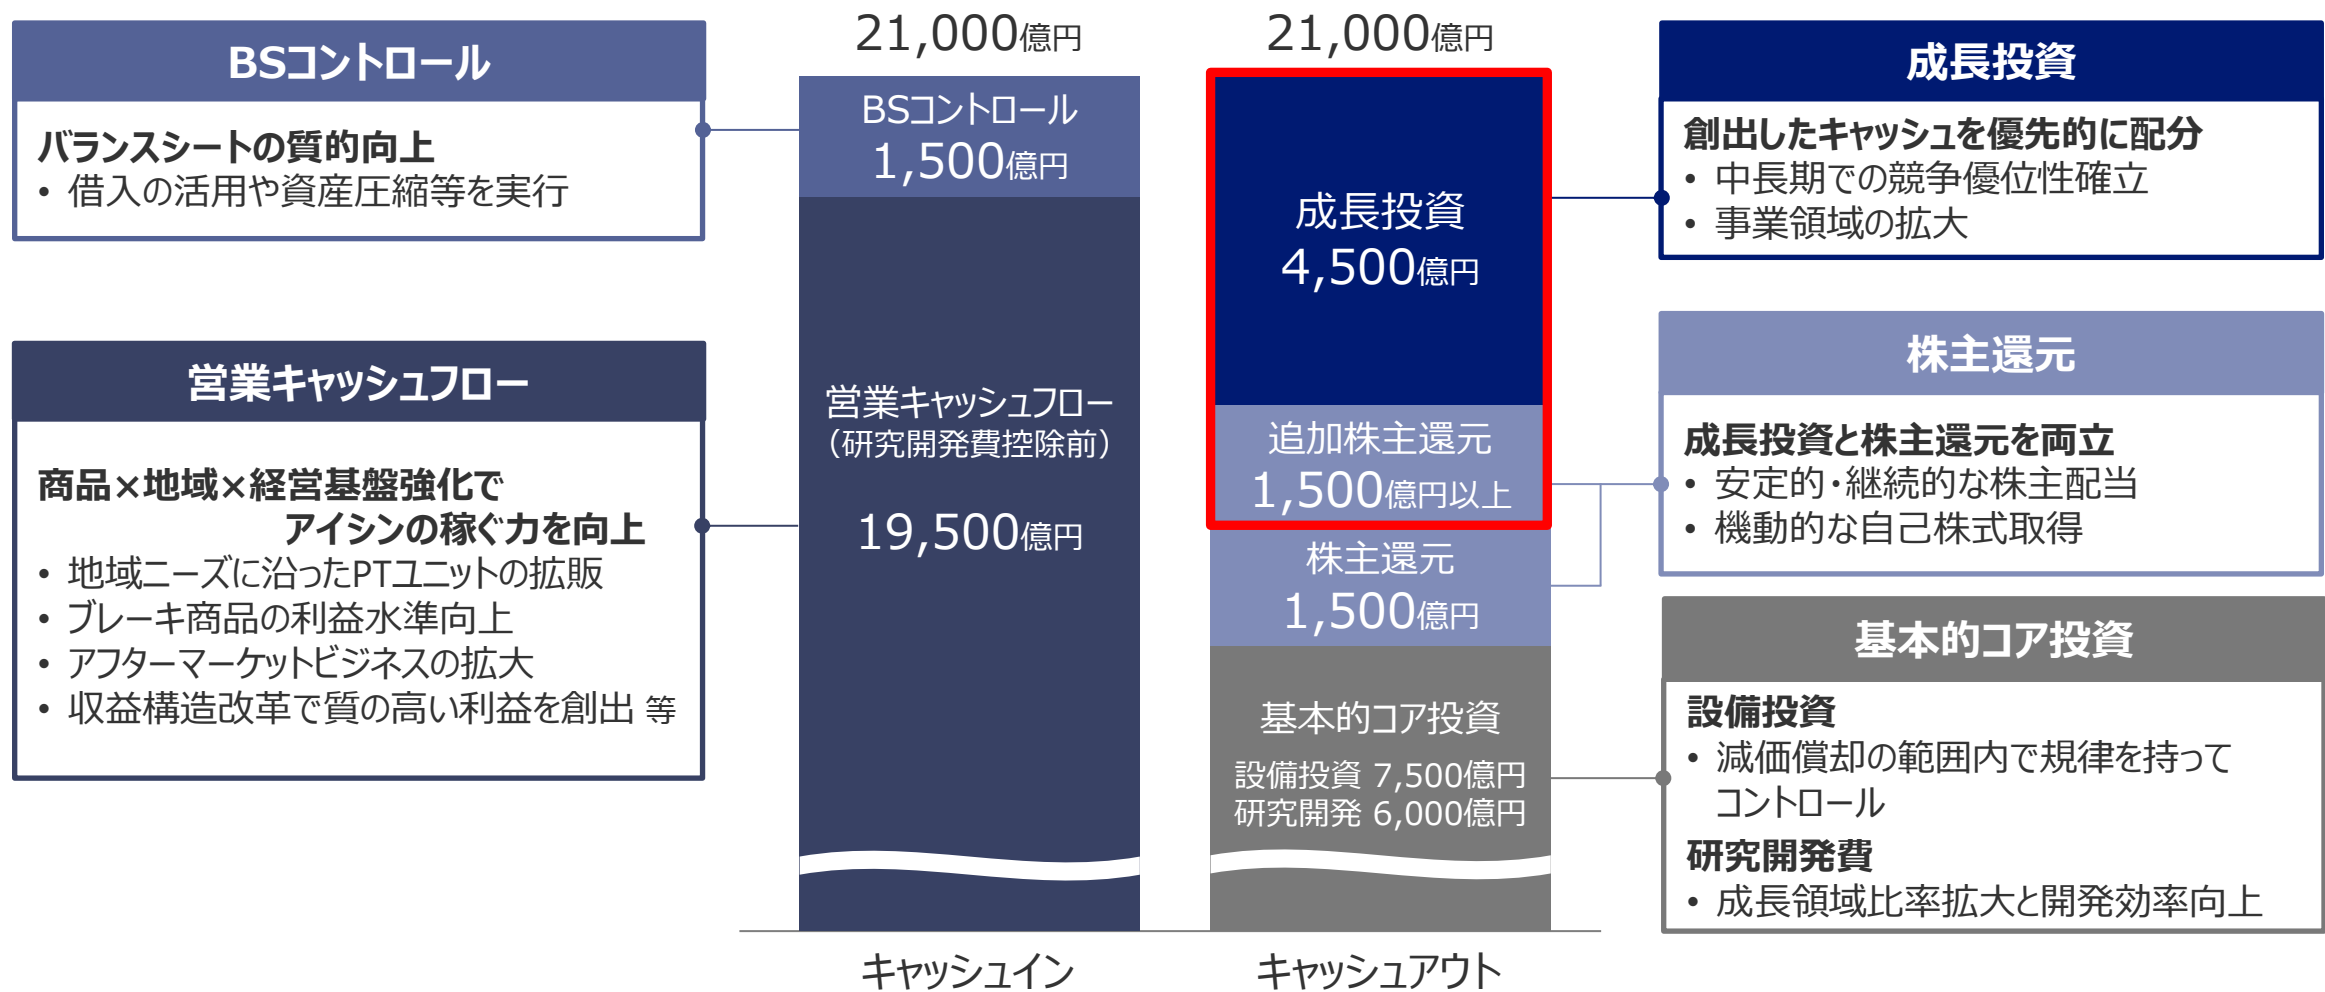 BSコントロール
バランスシートの質的向上
• 借入の活用や資産圧縮等を実行
営業キャッシュフロー
商品×地域×経営基盤強化で
アイシンの稼ぐ力を向上
• 地域ニーズに沿ったPTユニットの拡販
• ブレーキ商品の利益水準向上
• アフターマーケットビジネスの拡大
• 収益構造改革で質の高い利益を創出 等
21,000億円
BSコントロール
1,500億円
営業キャッシュフロー
（研究開発費控除前）
19,500億円
キャッシュイン
21,000億円
成長投資
4,500億円
追加株主還元
1,500億円以上
株主還元
1,500億円
基本的コア投資
設備投資 7,500億円
研究開発 6,000億円
キャッシュアウト
成長投資
創出したキャッシュを優先的に配分
• 中長期での競争優位性確立
• 事業領域の拡大
株主還元
成長投資と株主還元を両立
• 安定的・継続的な株主配当
• 機動的な自己株式取得
基本的コア投資
設備投資
• 減価償却の範囲内で規律を持って
コントロール
研究開発費
• 成長領域比率拡大と開発効率向上